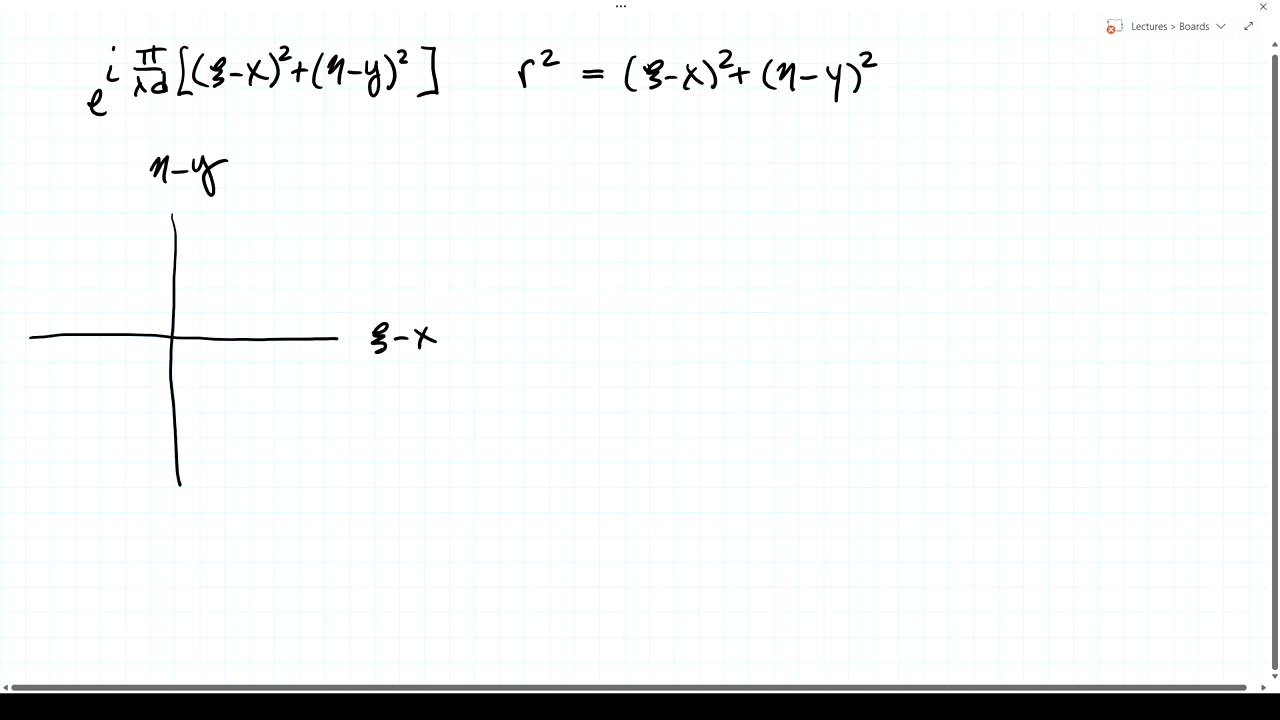 ...
Lectures > Boards
e^{i π/λd [(ξ-x)²+(η-y)²]}   r² = (ξ-x)²+(η-y)²
η-y
ξ-x